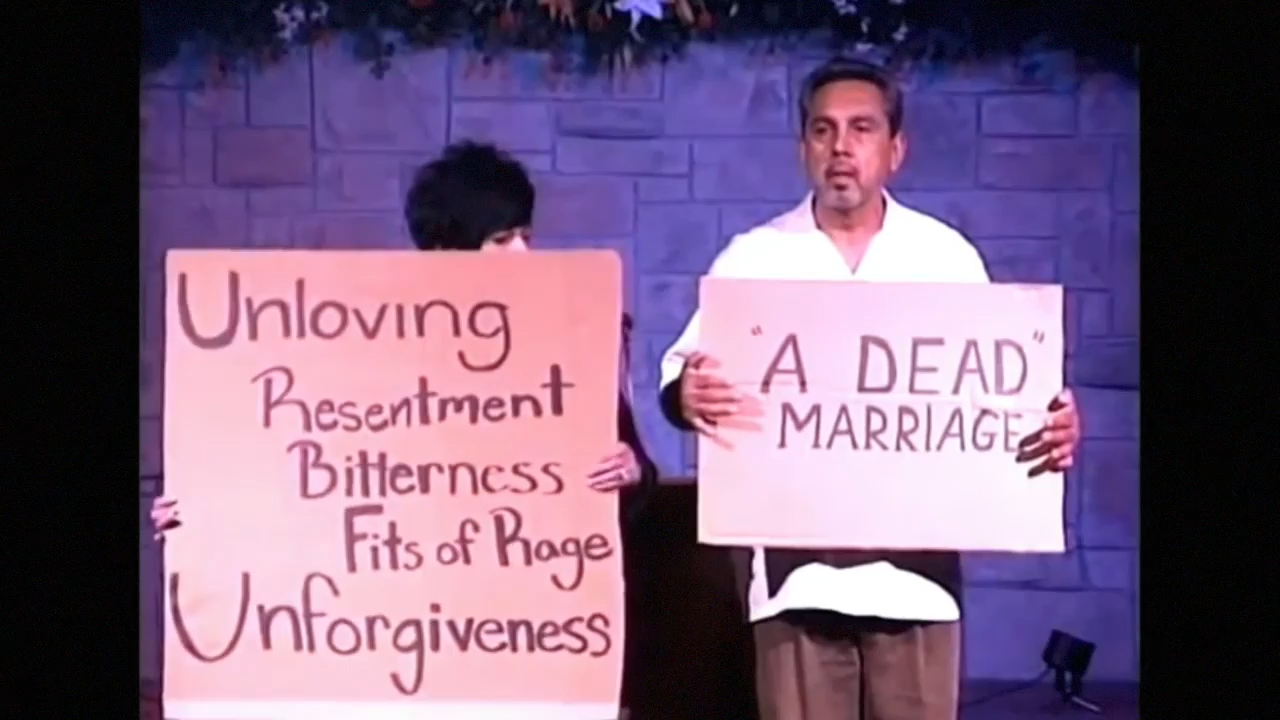 Unloving
Resentment
Bitterness
Fits of Rage
Unforgiveness
"A DEAD"
MARRIAGE